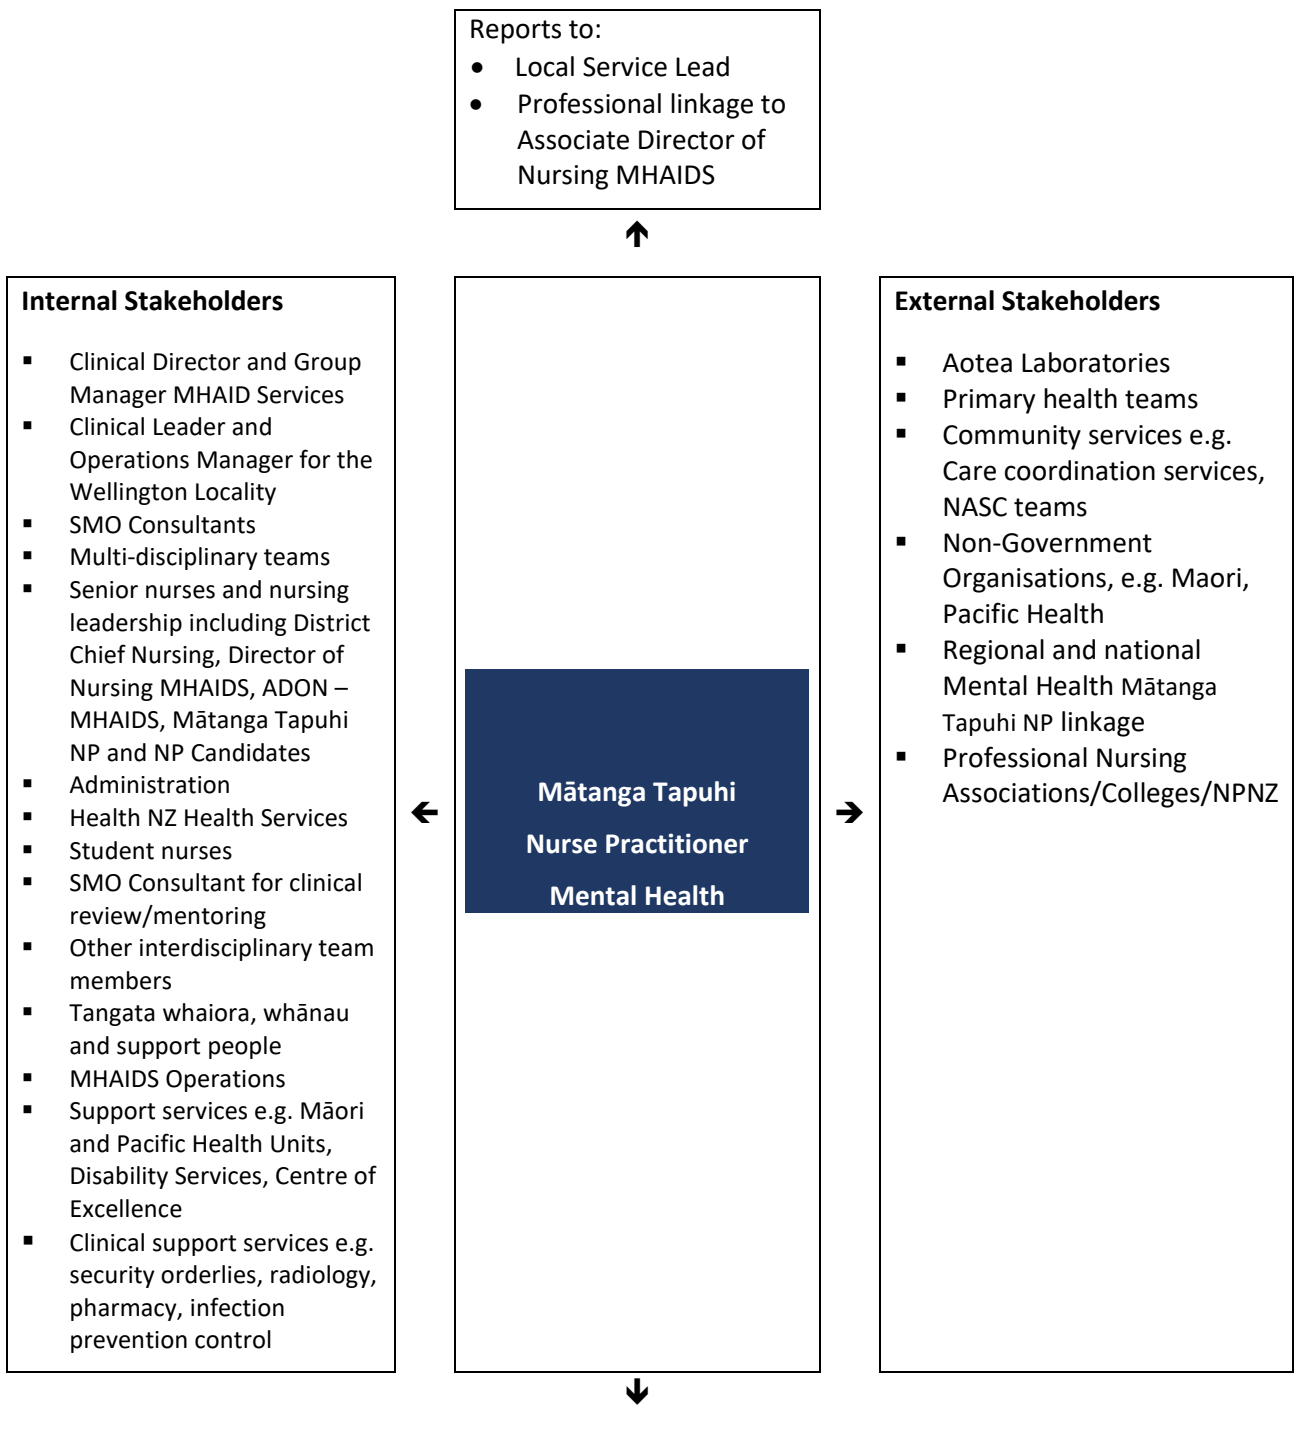 Reports to:
• Local Service Lead
• Professional linkage to
Associate Director of
Nursing MHAIDS
🡹
Internal Stakeholders
▪ Clinical Director and Group
Manager MHAID Services
▪ Clinical Leader and
Operations Manager for the
Wellington Locality
▪ SMO Consultants
▪ Multi-disciplinary teams
▪ Senior nurses and nursing
leadership including District
Chief Nursing, Director of
Nursing MHAIDS, ADON –
MHAIDS, Mātanga Tapuhi
NP and NP Candidates
▪ Administration
▪ Health NZ Health Services
▪ Student nurses
▪ SMO Consultant for clinical
review/mentoring
▪ Other interdisciplinary team
members
▪ Tangata whaiora, whānau
and support people
▪ MHAIDS Operations
▪ Support services e.g. Māori
and Pacific Health Units,
Disability Services, Centre of
Excellence
▪ Clinical support services e.g.
security orderlies, radiology,
pharmacy, infection
prevention control
🡸
Mātanga Tapuhi
Nurse Practitioner
Mental Health
🡺
External Stakeholders
▪ Aotea Laboratories
▪ Primary health teams
▪ Community services e.g.
Care coordination services,
NASC teams
▪ Non-Government
Organisations, e.g. Maori,
Pacific Health
▪ Regional and national
Mental Health Mātanga
Tapuhi NP linkage
▪ Professional Nursing
Associations/Colleges/NPNZ
🡻